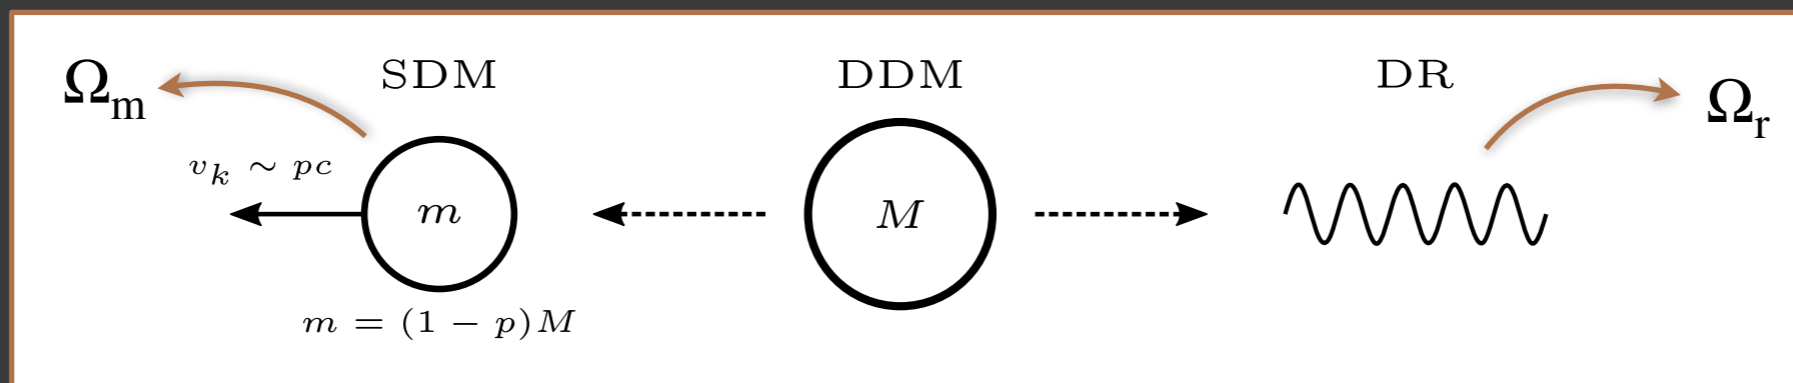 SDM DDM DR
Ωₘ Ωᵣ
vₖ ∼ pc
m M
m = (1 − p)M